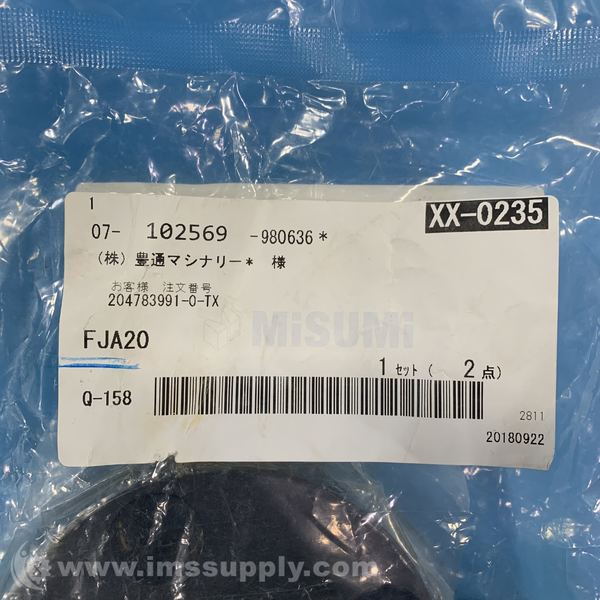 1
XX-0235
07- 102569 -980636 *
(株) 豊通マシナリー* 様
お客様 注文番号
204783991-0-TX
MiSUMi
FJA20
1 セット ( 2 点)
Q-158
2811
20180922
www.imssupply.com